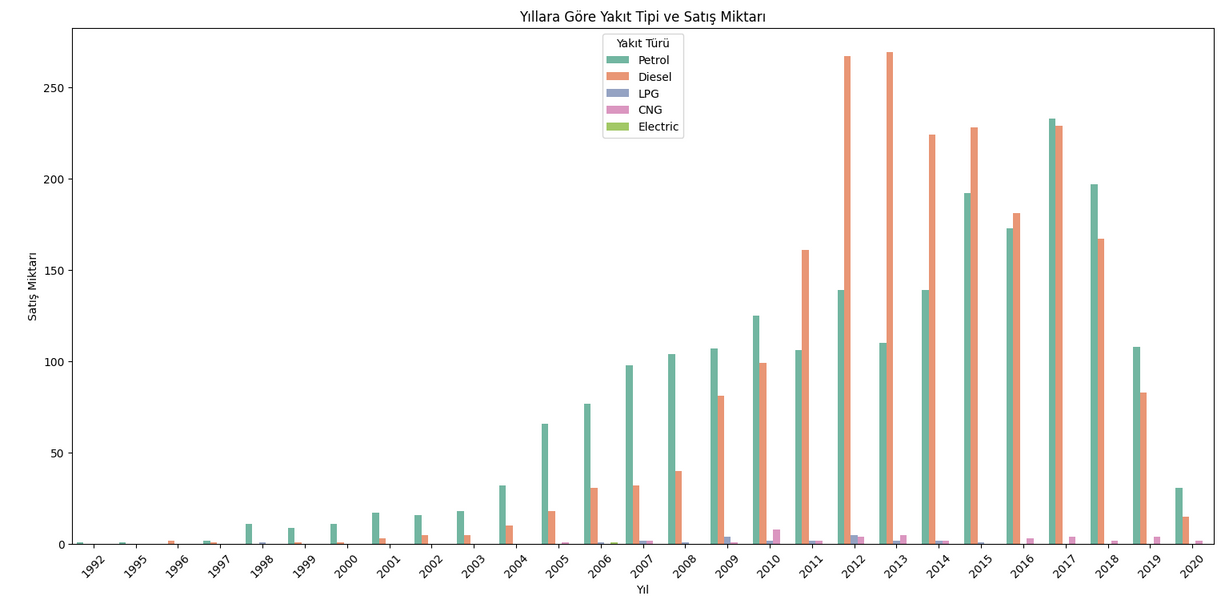 Yıllara Göre Yakıt Tipi ve Satış Miktarı
Yakıt Türü
Petrol
Diesel
LPG
CNG
Electric
Satış Miktarı
250
200
150
100
50
0
1992 1995 1996 1997 1998 1999 2000 2001 2002 2003 2004 2005 2006 2007 2008 2009 2010 2011 2012 2013 2014 2015 2016 2017 2018 2019 2020
Yıl